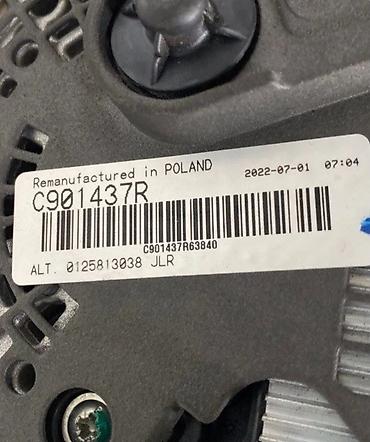 Remanufactured in POLAND 2022-07-01 07:04
C901437R
C901437R63840
ALT. 0125813038 JLR